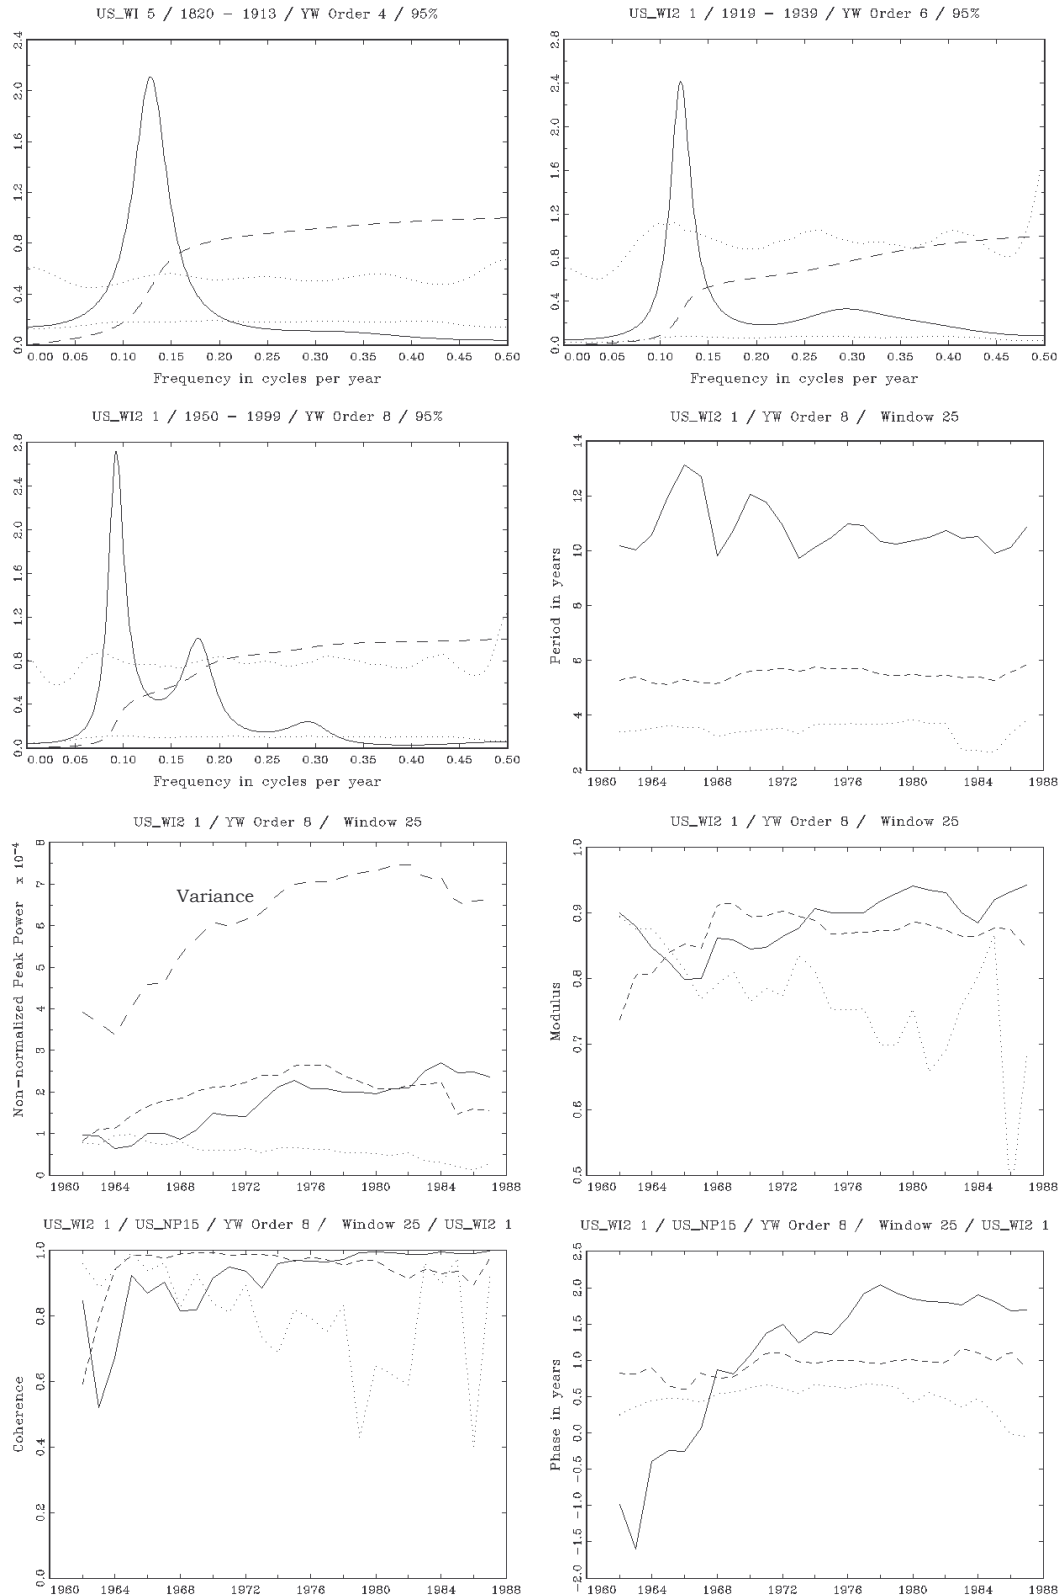 US_WI 5 / 1820 - 1913 / YW Order 4 / 95%
2.4
2.0
1.6
1.2
0.8
0.4
0.0
0.00 0.05 0.10 0.15 0.20 0.25 0.30 0.35 0.40 0.45 0.50
Frequency in cycles per year
US_WI2 1 / 1919 - 1939 / YW Order 6 / 95%
2.8
2.4
2.0
1.6
1.2
0.8
0.4
0.0
0.00 0.05 0.10 0.15 0.20 0.25 0.30 0.35 0.40 0.45 0.50
Frequency in cycles per year
US_WI2 1 / 1950 - 1999 / YW Order 8 / 95%
2.8
2.4
2.0
1.6
1.2
0.8
0.4
0.0
0.00 0.05 0.10 0.15 0.20 0.25 0.30 0.35 0.40 0.45 0.50
Frequency in cycles per year
US_WI2 1 / YW Order 8 / Window 25
Period in years
14
12
10
8
6
4
2
1960 1964 1968 1972 1976 1980 1984 1988
US_WI2 1 / YW Order 8 / Window 25
Non-normalized Peak Power x 10-4
8
7
6
5
4
3
2
1
0
Variance
1960 1964 1968 1972 1976 1980 1984 1988
US_WI2 1 / YW Order 8 / Window 25
Modulus
1.0
0.9
0.8
0.7
0.6
0.5
1960 1964 1968 1972 1976 1980 1984 1988
US_WI2 1 / US_NP15 / YW Order 8 / Window 25 / US_WI2 1
Coherence
1.0
0.8
0.6
0.4
0.2
0.0
1960 1964 1968 1972 1976 1980 1984 1988
US_WI2 1 / US_NP15 / YW Order 8 / Window 25 / US_WI2 1
Phase in years
2.5
2.0
1.5
1.0
0.5
0.0
-0.5
-1.0
-1.5
-2.0
1960 1964 1968 1972 1976 1980 1984 1988